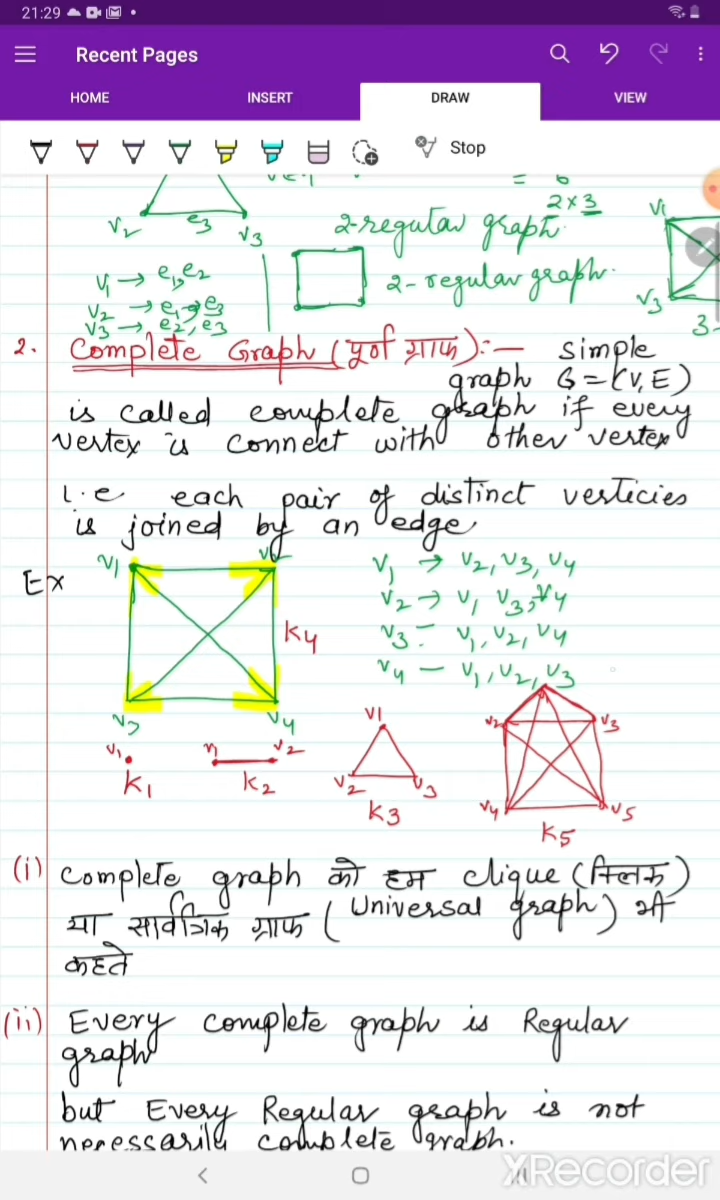 21:29
Recent Pages
HOME INSERT DRAW VIEW
Stop
= 6
2 x 3
v2 e3 v3
2-regular graph.
v1
v1 → e1, e2
v2 → e1, e3
v3 → e2, e3
2-regular graph.
v3
3-
2. Complete Graph (पूर्ण ग्राफ):— simple
graph G = (V, E)
is called complete graph if every
vertex is connect with other vertex
i.e each pair of distinct verticies
is joined by an edge
Ex
v1
v3 v4
K4
v1 → v2, v3, v4
v2 → v1 v3, v4
v3 – v1, v2, v4
v4 – v1, v2, v3
v1
K1
v2
K2
v1
v2 v3
K3
v2 v3
v4 v5
K5
(i) Complete graph को हम clique (क्लिक)
या सार्वत्रिक ग्राफ (Universal graph) भी
कहते
(ii) Every complete graph is Regular
graph
but Every Regular graph is not
necessarily complete graph.
XRecorder